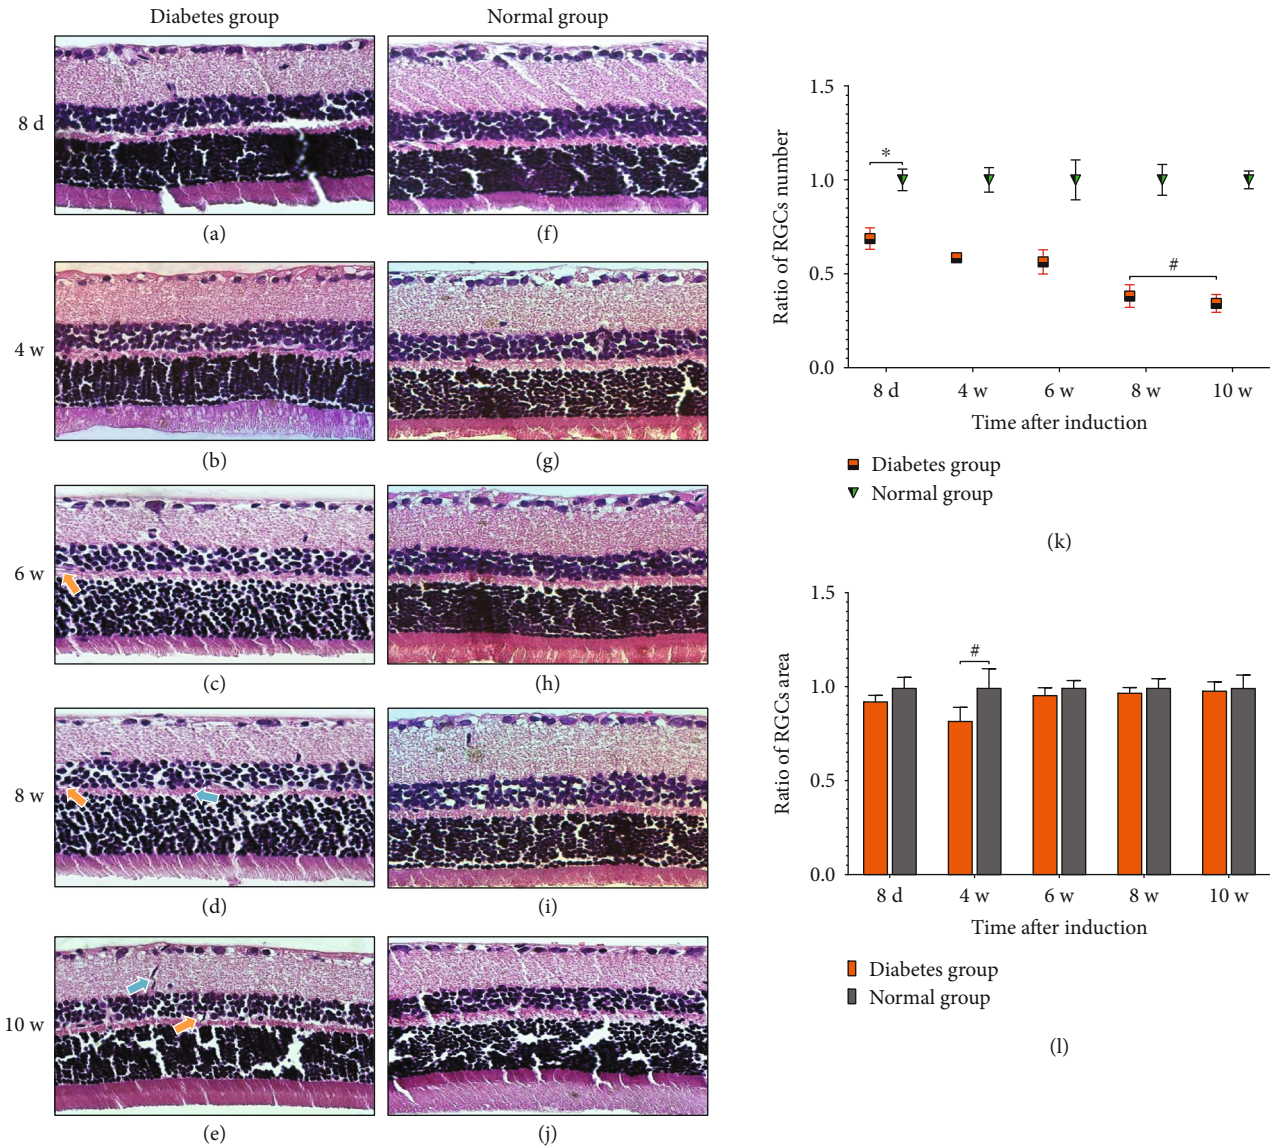 Diabetes group
Normal group
8 d
(a)
(f)
4 w
(b)
(g)
6 w
(c)
(h)
8 w
(d)
(i)
10 w
(e)
(j)
Ratio of RGCs number
1.5
1.0
0.5
0.0
*
#
8 d 4 w 6 w 8 w 10 w
Time after induction
Diabetes group
Normal group
(k)
Ratio of RGCs area
1.5
1.0
0.5
0.0
#
8 d 4 w 6 w 8 w 10 w
Time after induction
Diabetes group
Normal group
(l)